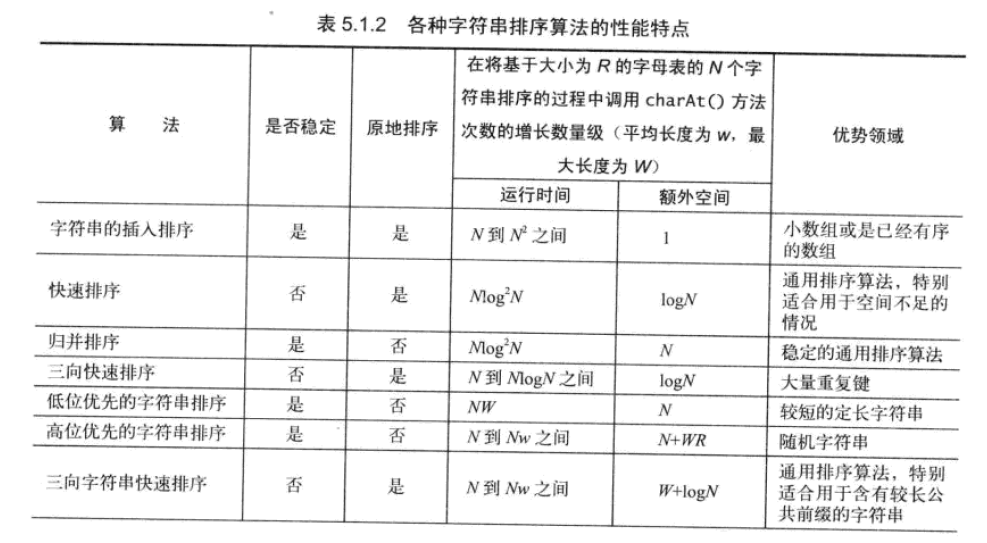 表 5.1.2 各种字符串排序算法的性能特点
算 法
是否稳定
原地排序
在将基于大小为 R 的字母表的 N 个字
符串排序的过程中调用 charAt() 方法
次数的增长数量级（平均长度为 w，最
大长度为 W）
优势领域
运行时间
额外空间
字符串的插入排序
是
是
N 到 N² 之间
1
小数组或是已经有序
的数组
快速排序
否
是
Nlog²N
logN
通用排序算法，特别
适合用于空间不足的
情况
归并排序
是
否
Nlog²N
N
稳定的通用排序算法
三向快速排序
否
是
N 到 NlogN 之间
logN
大量重复键
低位优先的字符串排序
是
否
NW
N
较短的定长字符串
高位优先的字符串排序
是
否
N 到 Nw 之间
N+WR
随机字符串
三向字符串快速排序
否
是
N 到 Nw 之间
W+logN
通用排序算法，特别
适合用于含有较长公
共前缀的字符串